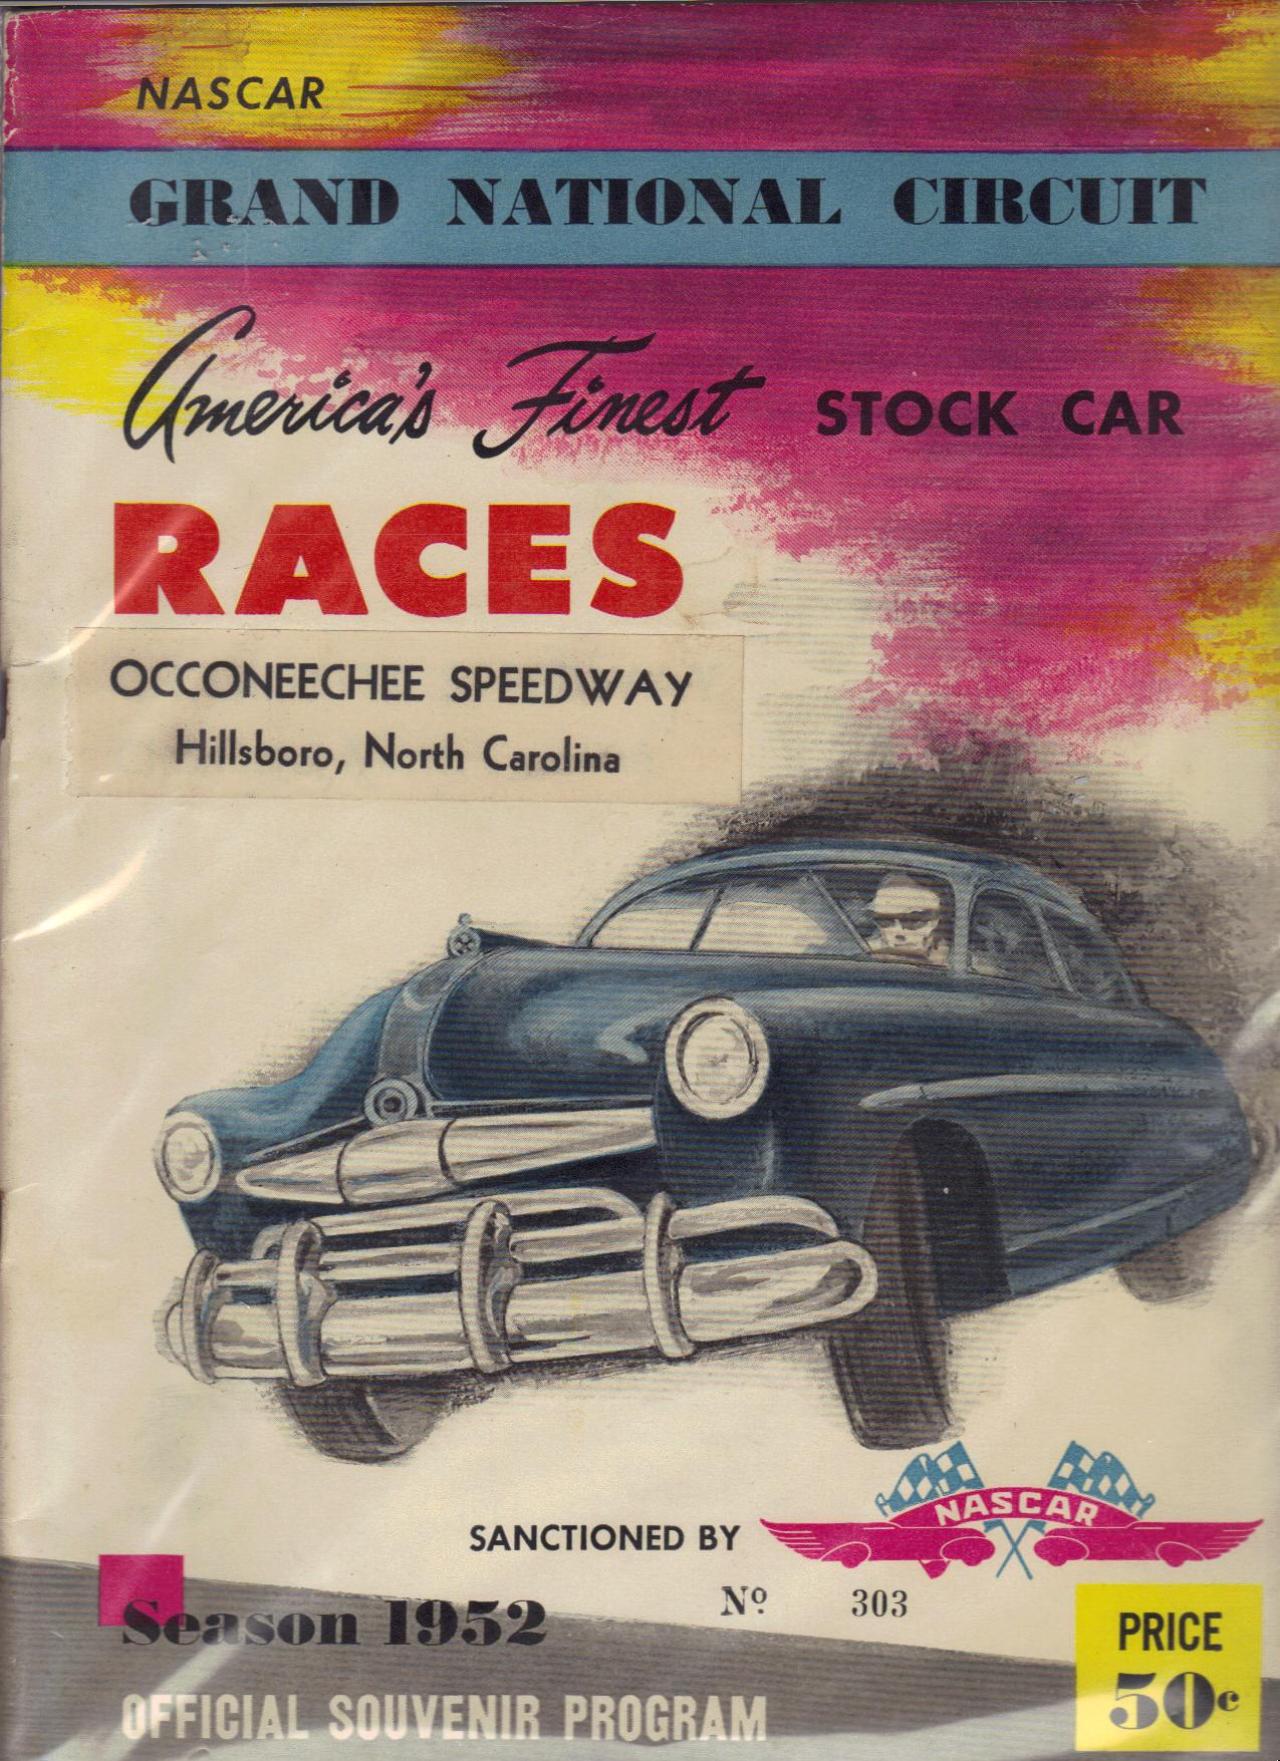 NASCAR
GRAND NATIONAL CIRCUIT
America's Finest STOCK CAR
RACES
OCCONEECHEE SPEEDWAY
Hillsboro, North Carolina
NASCAR
SANCTIONED BY
Nº 303
Season 1952
PRICE
50c
OFFICIAL SOUVENIR PROGRAM